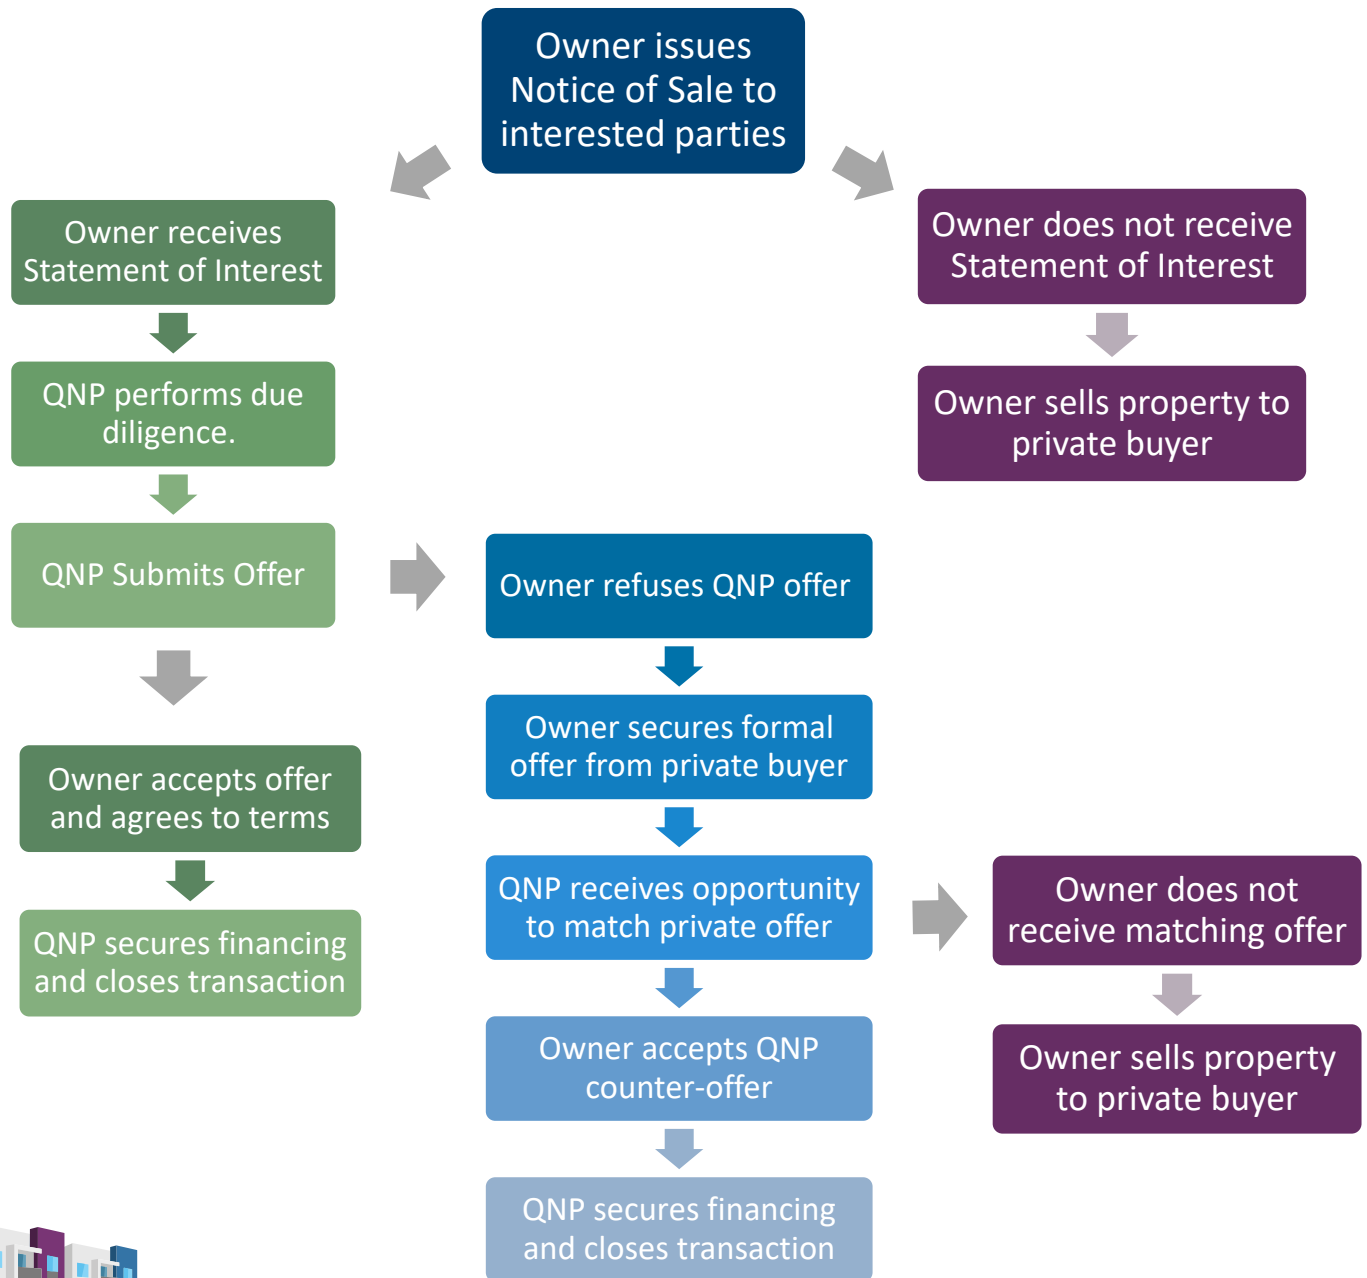 Owner issues
Notice of Sale to
interested parties
Owner receives
Statement of Interest
QNP performs due
diligence.
QNP Submits Offer
Owner accepts offer
and agrees to terms
QNP secures financing
and closes transaction
Owner refuses QNP offer
Owner secures formal
offer from private buyer
QNP receives opportunity
to match private offer
Owner accepts QNP
counter-offer
QNP secures financing
and closes transaction
Owner does not receive
Statement of Interest
Owner sells property to
private buyer
Owner does not
receive matching offer
Owner sells property
to private buyer